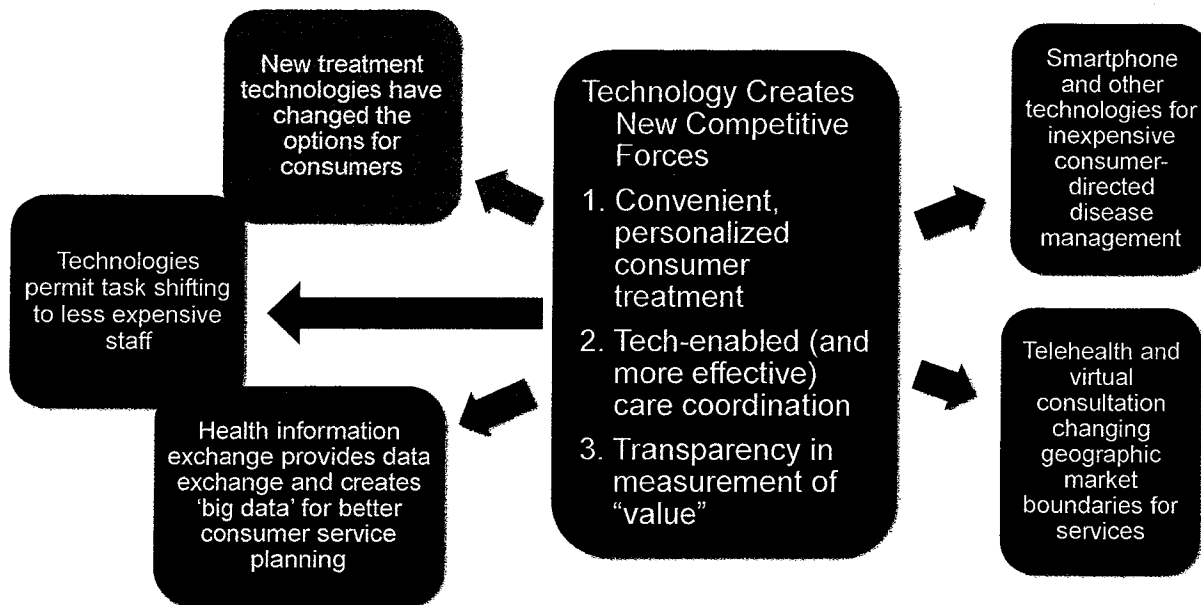 New treatment
technologies have
changed the
options for
consumers
Technologies
permit task shifting
to less expensive
staff
Health information
exchange provides data
exchange and creates
‘big data’ for better
consumer service
planning
Technology Creates
New Competitive
Forces
1. Convenient,
personalized
consumer
treatment
2. Tech-enabled (and
more effective)
care coordination
3. Transparency in
measurement of
“value”
Smartphone
and other
technologies for
inexpensive
consumer-
directed
disease
management
Telehealth and
virtual
consultation
changing
geographic
market
boundaries for
services